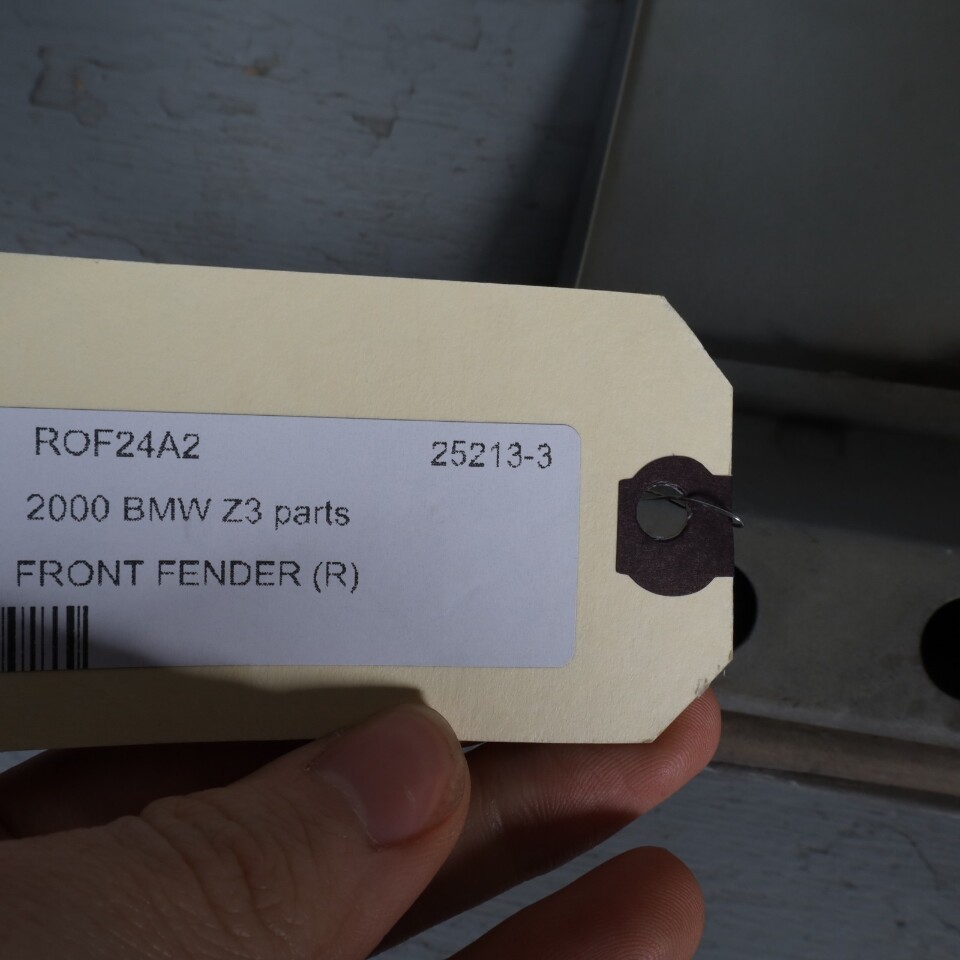 ROF24A2 25213-3
2000 BMW Z3 parts
FRONT FENDER (R)